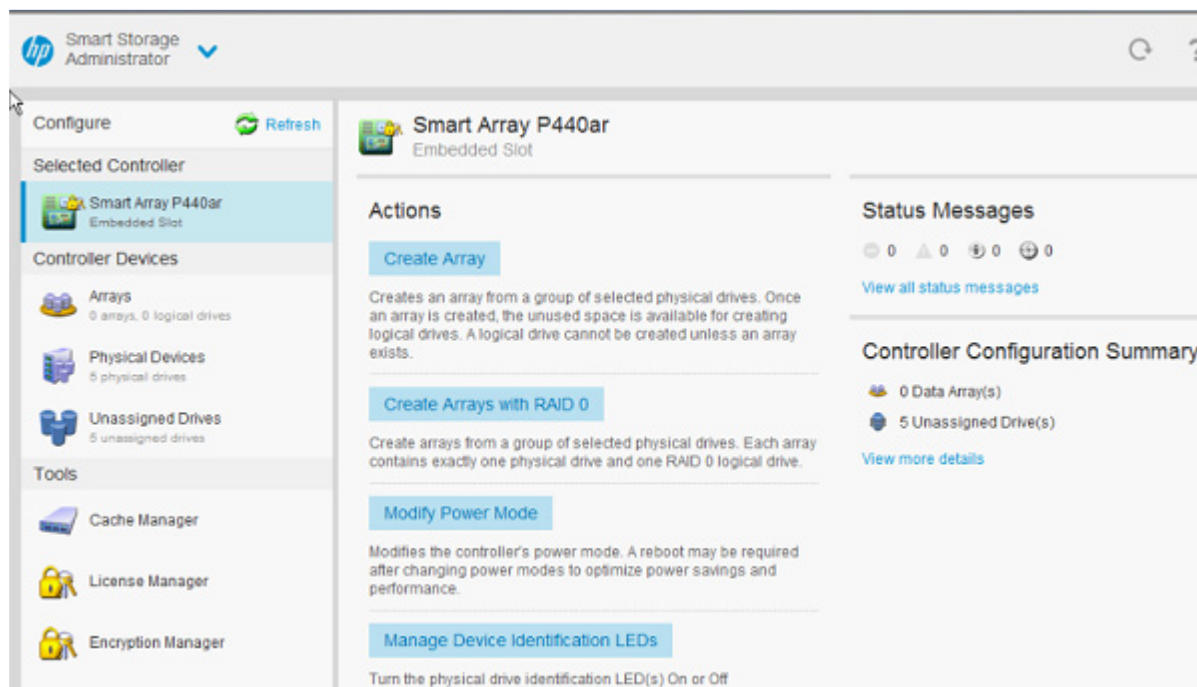 hp
Smart Storage
Administrator
?
Configure
Refresh
Selected Controller
Smart Array P440ar
Embedded Slot
Controller Devices
Arrays
0 arrays, 0 logical drives
Physical Devices
5 physical drives
Unassigned Drives
5 unassigned drives
Tools
Cache Manager
License Manager
Encryption Manager
Smart Array P440ar
Embedded Slot
Actions
Create Array
Creates an array from a group of selected physical drives. Once
an array is created, the unused space is available for creating
logical drives. A logical drive cannot be created unless an array
exists.
Create Arrays with RAID 0
Create arrays from a group of selected physical drives. Each array
contains exactly one physical drive and one RAID 0 logical drive.
Modify Power Mode
Modifies the controller's power mode. A reboot may be required
after changing power modes to optimize power savings and
performance.
Manage Device Identification LEDs
Turn the physical drive identification LED(s) On or Off
Status Messages
0 0 0 0
View all status messages
Controller Configuration Summary
0 Data Array(s)
5 Unassigned Drive(s)
View more details